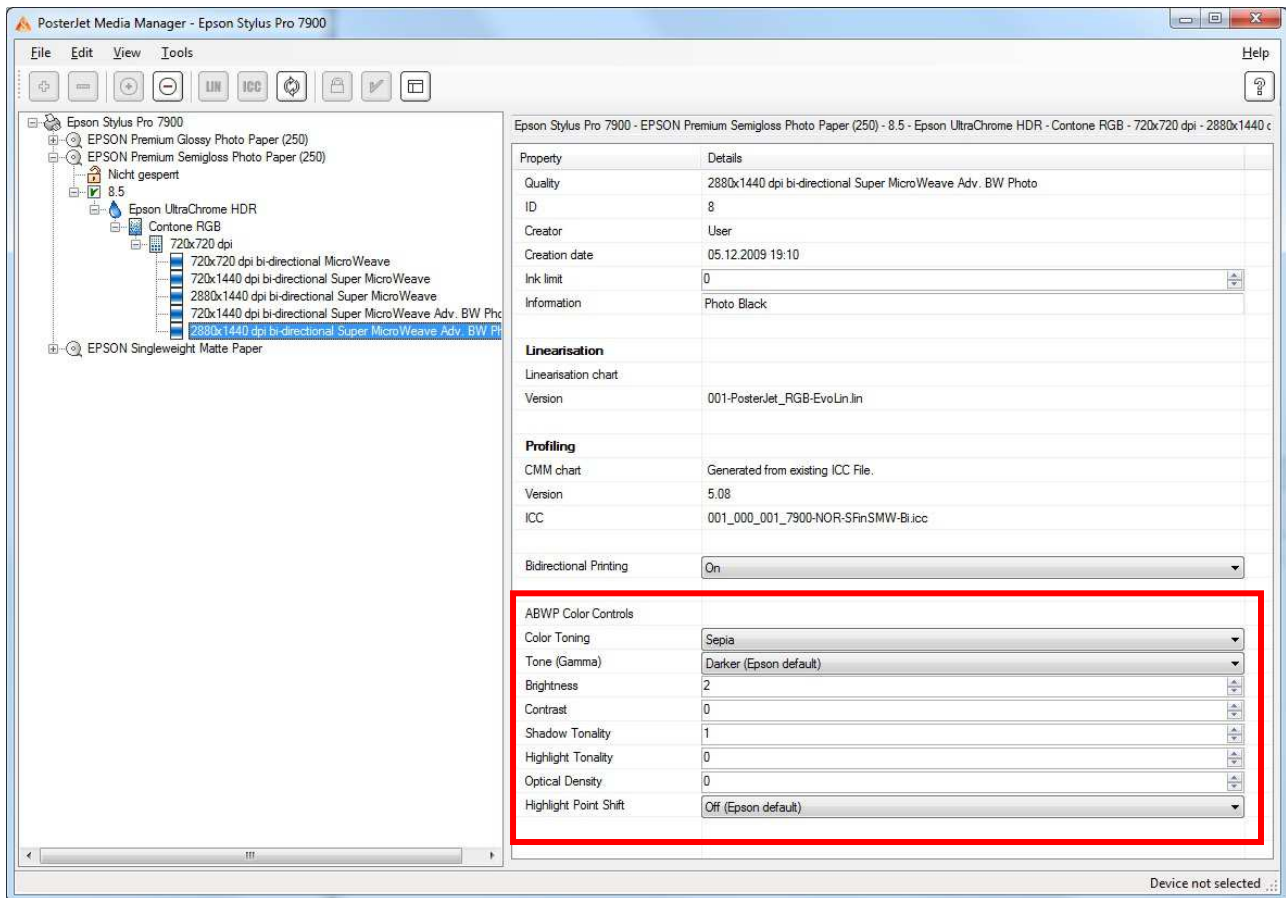 PosterJet Media Manager - Epson Stylus Pro 7900
File Edit View Tools Help
LIN ICC
Epson Stylus Pro 7900
EPSON Premium Glossy Photo Paper (250)
EPSON Premium Semigloss Photo Paper (250)
Nicht gesperrt
8.5
Epson UltraChrome HDR
Contone RGB
720x720 dpi
720x720 dpi bi-directional MicroWeave
720x1440 dpi bi-directional Super MicroWeave
2880x1440 dpi bi-directional Super MicroWeave
720x1440 dpi bi-directional Super MicroWeave Adv. BW Pho
2880x1440 dpi bi-directional Super MicroWeave Adv. BW Ph
EPSON Singleweight Matte Paper
Epson Stylus Pro 7900 - EPSON Premium Semigloss Photo Paper (250) - 8.5 - Epson UltraChrome HDR - Contone RGB - 720x720 dpi - 2880x1440 d
Property Details
Quality 2880x1440 dpi bi-directional Super MicroWeave Adv. BW Photo
ID 8
Creator User
Creation date 05.12.2009 19:10
Ink limit 0
Information Photo Black
Linearisation
Linearisation chart
Version 001-PosterJet_RGB-EvoLin.lin
Profiling
CMM chart Generated from existing ICC File.
Version 5.08
ICC 001_000_001_7900-NOR-SFinSMW-Bi.icc
Bidirectional Printing On
ABWP Color Controls
Color Toning Sepia
Tone (Gamma) Darker (Epson default)
Brightness 2
Contrast 0
Shadow Tonality 1
Highlight Tonality 0
Optical Density 0
Highlight Point Shift Off (Epson default)
Device not selected